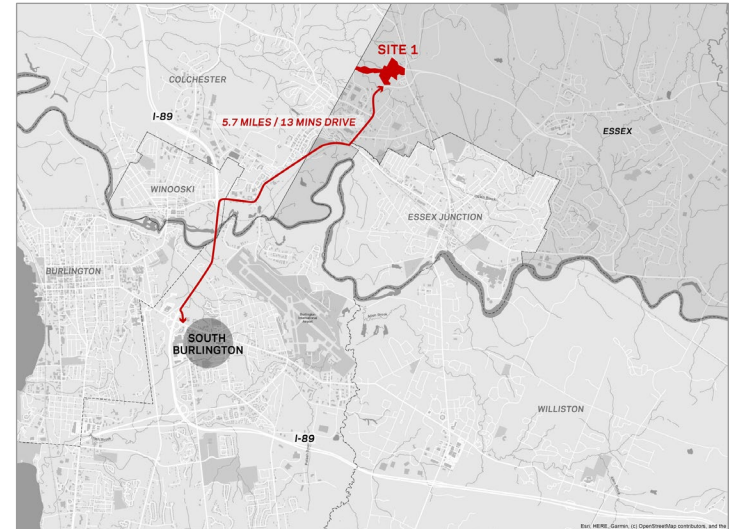 SITE 1
COLCHESTER
I-89
5.7 MILES / 13 MINS DRIVE
ESSEX
WINOOSKI
ESSEX JUNCTION
BURLINGTON
SOUTH
BURLINGTON
WILLISTON
I-89
Esri, HERE, Garmin, (c) OpenStreetMap contributors, and the